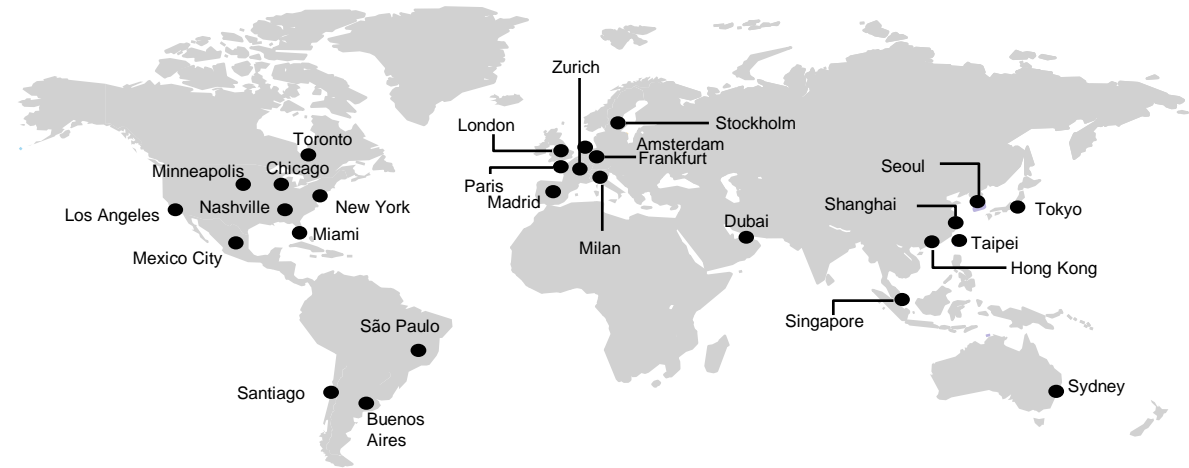 Zurich
London
Stockholm
Toronto
Amsterdam
Frankfurt
Minneapolis
Chicago
Seoul
Paris
Madrid
Los Angeles
Nashville
New York
Shanghai
Tokyo
Miami
Dubai
Milan
Taipei
Mexico City
Hong Kong
Singapore
São Paulo
Santiago
Sydney
Buenos
Aires